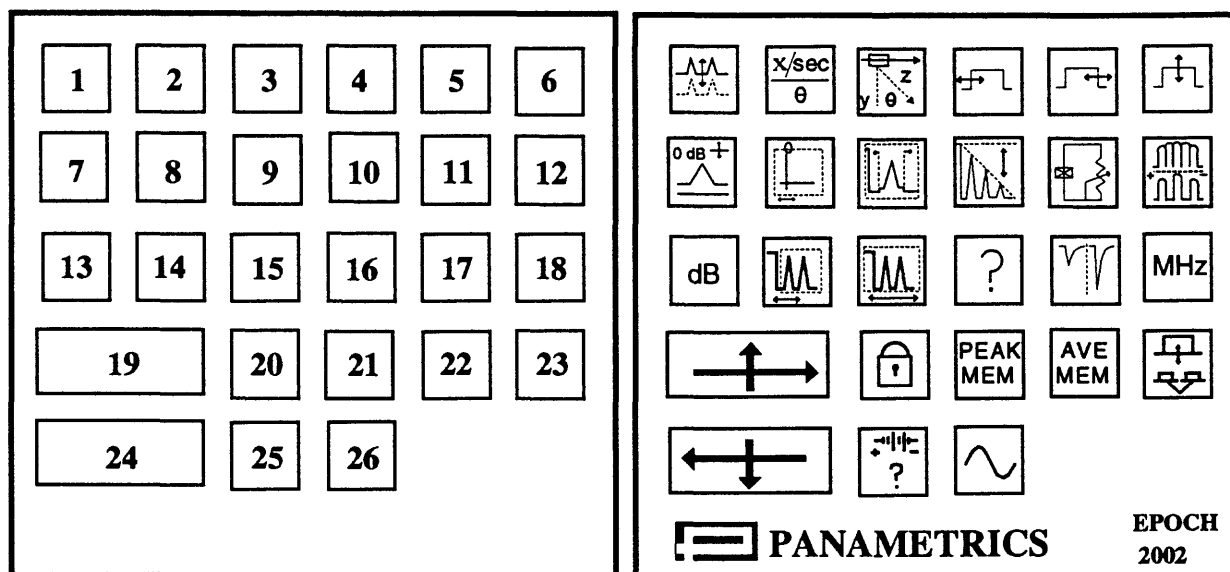 1 2 3 4 5 6
7 8 9 10 11 12
13 14 15 16 17 18
19 20 21 22 23
24 25 26
x/sec
θ
z
y θ
0 dB +
0
+ -
dB
?
MHz
PEAK
MEM
AVE
MEM
+ -
?
PANAMETRICS
EPOCH
2002